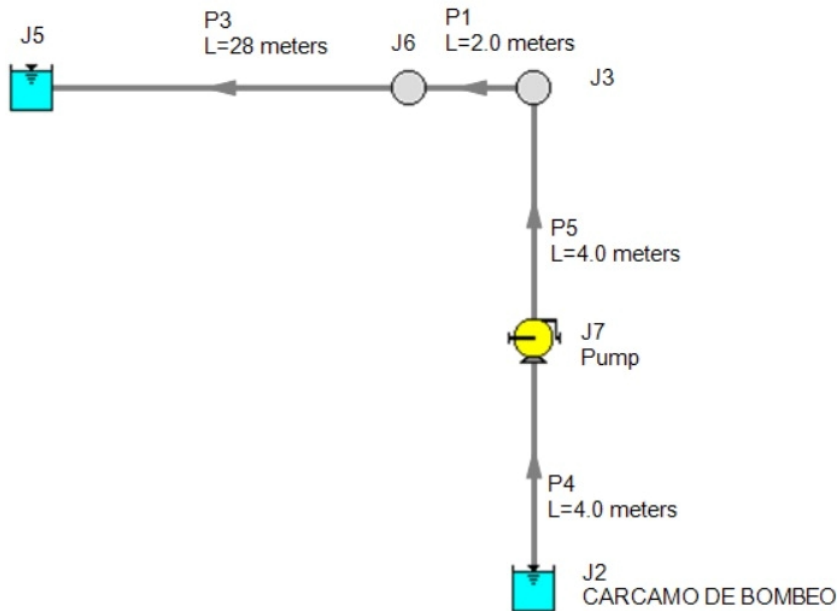 P3
L=28 meters
P1
L=2.0 meters
J5
J6
J3
P5
L=4.0 meters
J7
Pump
P4
L=4.0 meters
J2
CARCAMO DE BOMBEO